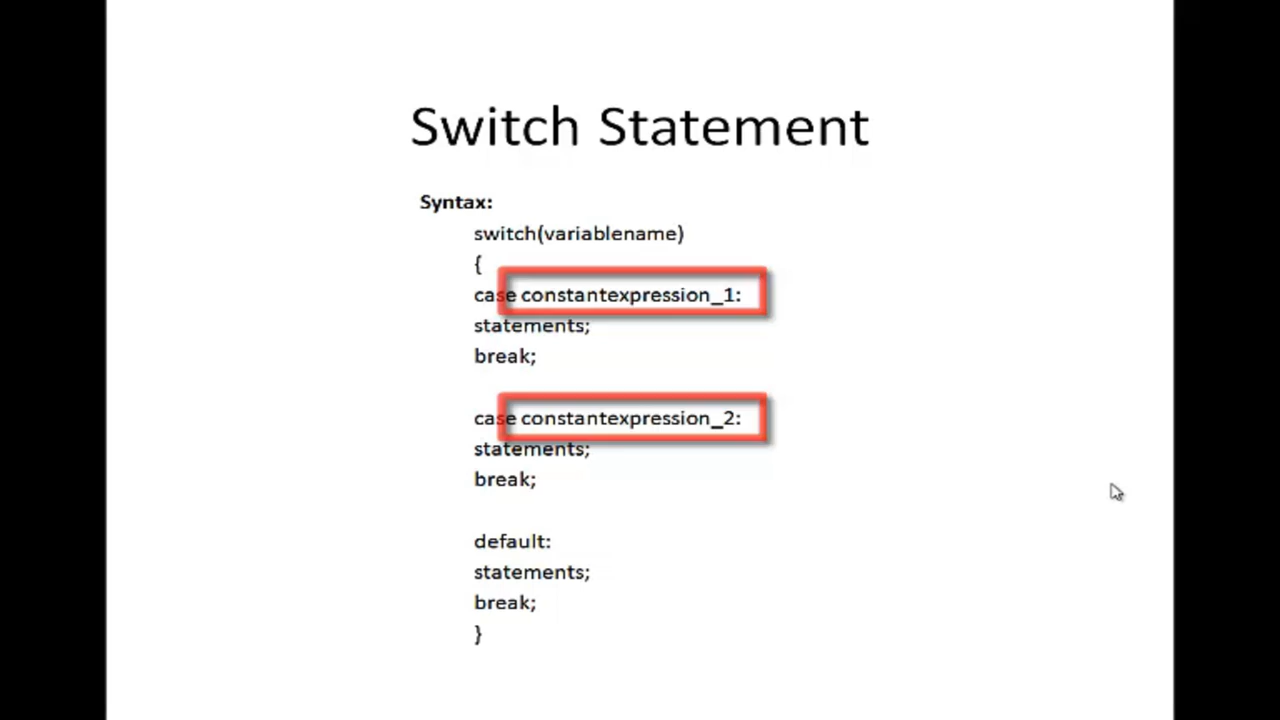 Switch Statement
Syntax:
switch(variablename)
{
case constantexpression_1:
statements;
break;
case constantexpression_2:
statements;
break;
default:
statements;
break;
}